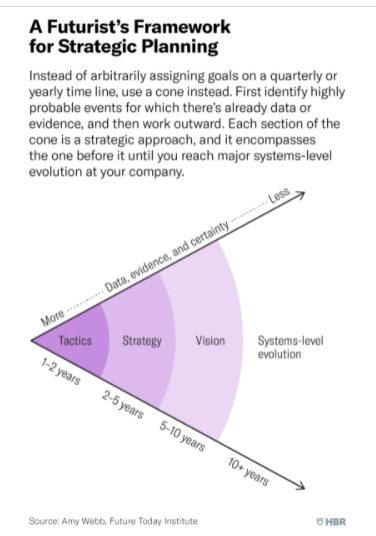 A Futurist's Framework
for Strategic Planning
Instead of arbitrarily assigning goals on a quarterly or
yearly time line, use a cone instead. First identify highly
probable events for which there's already data or
evidence, and then work outward. Each section of the
cone is a strategic approach, and it encompasses
the one before it until you reach major systems-level
evolution at your company.
More ........ Data, evidence, and certainty ........ Less
Tactics
Strategy
Vision
Systems-level
evolution
1–2 years
2–5 years
5–10 years
10+ years
Source: Amy Webb, Future Today Institute
HBR